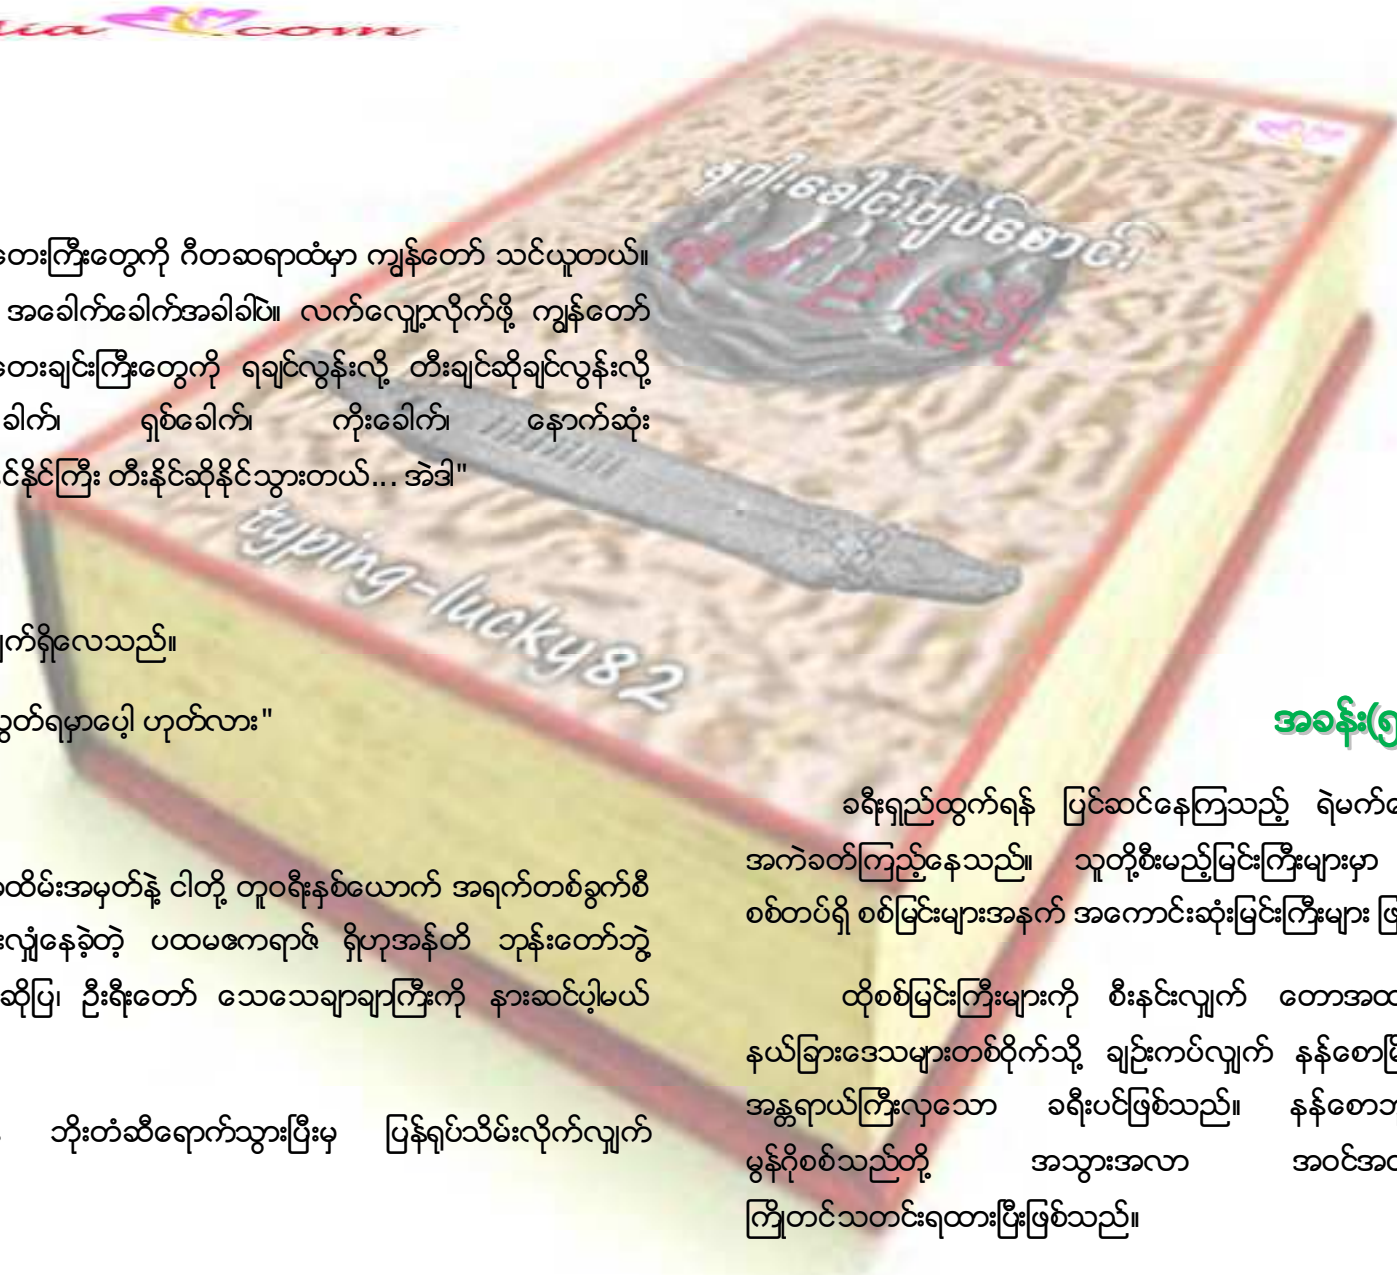 com
တေးကြီးတွေကို ဂီတဆရာထံမှာ ကျွန်တော် သင်ယူတယ်။
အခေါက်ခေါက်အခါခါပဲ။ လက်လျှော့လိုက်ဖို့ ကျွန်တော်
တေးချင်းကြီးတွေကို ရချင်လွန်းလို့ တီးချင်ဆိုချင်လွန်းလို့
ခေါက်၊ ရှစ်ခေါက်၊ ကိုးခေါက်၊ နောက်ဆုံး
နိုင်ကြီး တီးနိုင်ဆိုနိုင်သွားတယ်... အဲဒါ"
ရှိလေသည်။
လွတ်ရမှာပေါ့ ဟုတ်လား"
အထိမ်းအမှတ်နဲ့ ငါတို့ တူဝရီးနှစ်ယောက် အရက်တစ်ခွက်စီ
လျှံနေခဲ့တဲ့ ပထမဧကရာဇ် ရှိဟုအန်တိ ဘုန်းတော်ဘွဲ့
ဆိုပြ၊ ဦးရီးတော် သေသေချာချာကြီးကို နားဆင်ပါ့မယ်
ဘိုးတံဆီရောက်သွားပြီးမှ ပြန်ရုပ်သိမ်းလိုက်လျှက်
typing-lucky82
အခန်း(၅
ခရီးရှည်ထွက်ရန် ပြင်ဆင်နေကြသည့် ရဲမက်
အကဲခတ်ကြည့်နေသည်။ သူတို့စီးမည့်မြင်းကြီးများမှာ
စစ်တပ်ရှိ စစ်မြင်းများအနက် အကောင်းဆုံးမြင်းကြီးများ
ထိုစစ်မြင်းကြီးများကို စီးနင်းလျှက် တောအထ
နယ်ခြားဒေသများတစ်ဝိုက်သို့ ချဉ်းကပ်လျှက် နန်စော
အန္တရာယ်ကြီးလှသော ခရီးပင်ဖြစ်သည်။ နန်စော
မွန်ဂိုစစ်သည်တို့ အသွားအလာ အဝင်အထ
ကြိုတင်သတင်းရထားပြီးဖြစ်သည်။